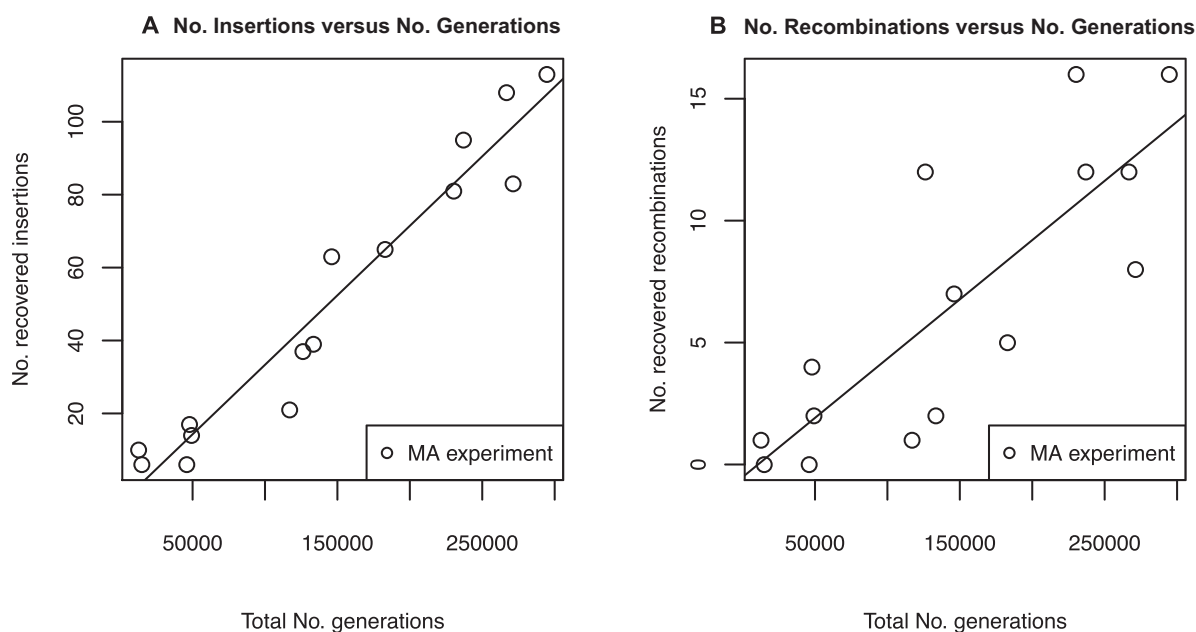 A No. Insertions versus No. Generations
No. recovered insertions
100
80
60
40
20
MA experiment
50000 150000 250000
Total No. generations
B No. Recombinations versus No. Generations
No. recovered recombinations
15
10
5
0
MA experiment
50000 150000 250000
Total No. generations